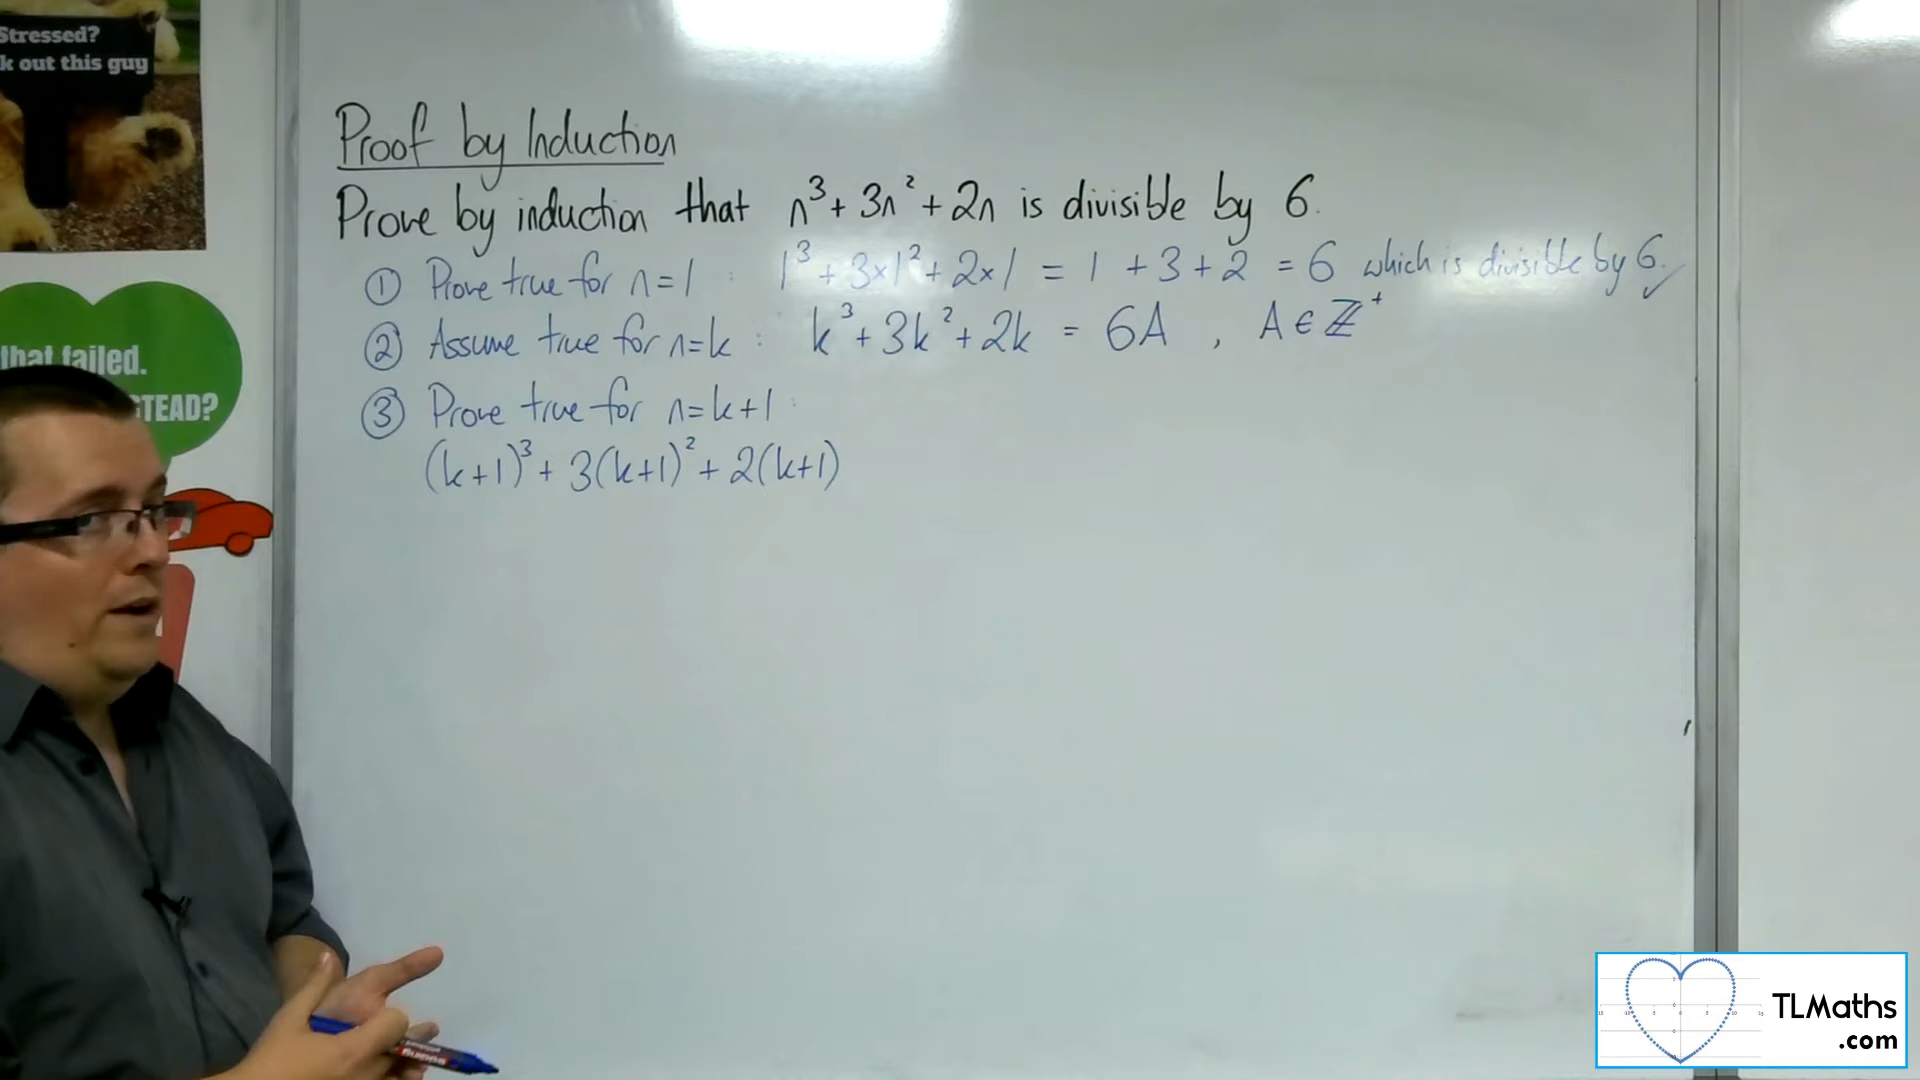 Stressed?
k out this guy
that failed.
STEAD?
Proof by Induction
Prove by induction that n³ + 3n² + 2n is divisible by 6.
① Prove true for n=1 : 1³ + 3×1² + 2×1 = 1 + 3 + 2 = 6 which is divisible by 6. ✓
② Assume true for n=k : k³ + 3k² + 2k = 6A , A ∈ ℤ⁺
③ Prove true for n=k+1 :
(k+1)³ + 3(k+1)² + 2(k+1)
TLMaths
.com